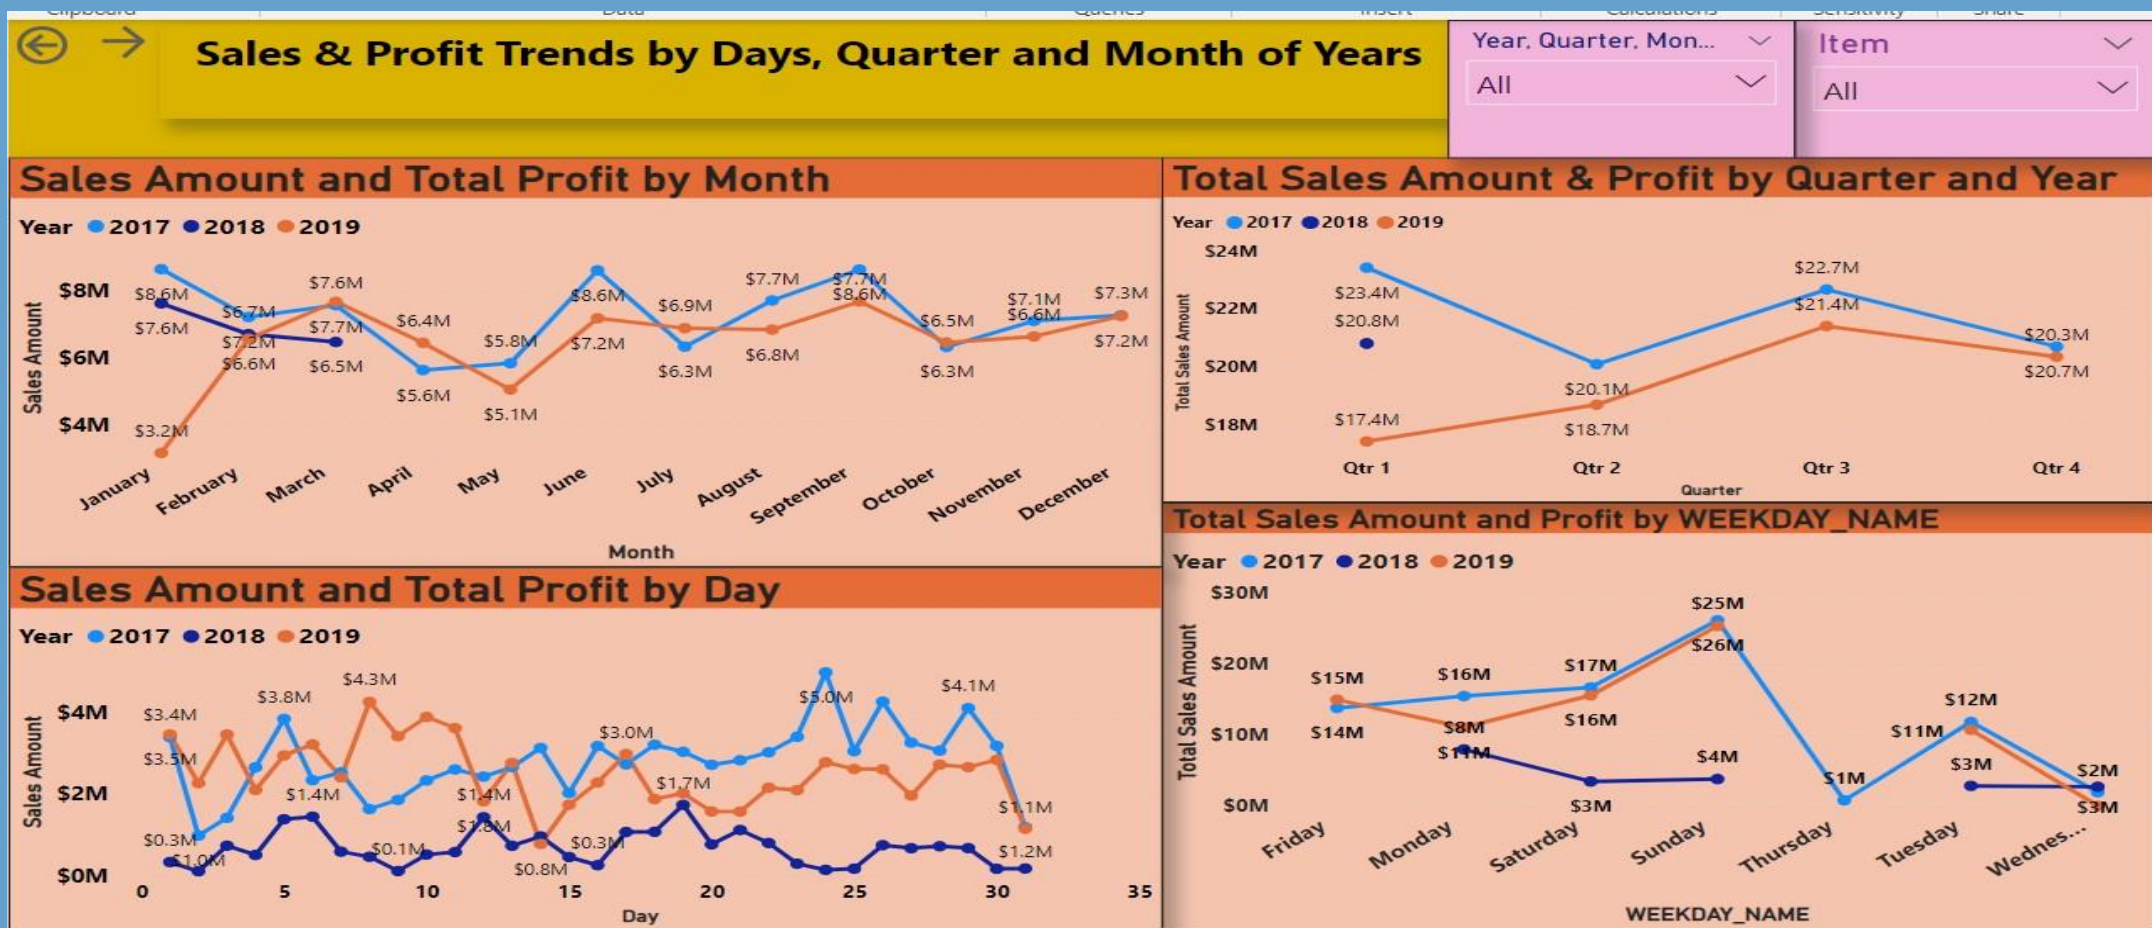 Clipboard Data Queries Insert Calculations Sensitivity Share
Sales & Profit Trends by Days, Quarter and Month of Years
Year, Quarter, Mon...
All
Item
All
Sales Amount and Total Profit by Month
Year 2017 2018 2019
Sales Amount
$8M
$6M
$4M
$8.6M
$7.6M
$3.2M
$6.7M
$7.2M
$6.6M
$7.6M
$7.7M
$6.5M
$6.4M
$5.6M
$5.8M
$5.1M
$8.6M
$7.2M
$6.9M
$6.3M
$7.7M
$6.8M
$7.7M
$8.6M
$6.5M
$6.3M
$7.1M
$6.6M
$7.3M
$7.2M
January February March April May June July August September October November December
Month
Total Sales Amount & Profit by Quarter and Year
Year 2017 2018 2019
Total Sales Amount
$24M
$22M
$20M
$18M
$23.4M
$20.8M
$17.4M
$20.1M
$18.7M
$22.7M
$21.4M
$20.3M
$20.7M
Qtr 1 Qtr 2 Qtr 3 Qtr 4
Quarter
Sales Amount and Total Profit by Day
Year 2017 2018 2019
Sales Amount
$4M
$2M
$0M
$3.4M
$3.5M
$0.3M
$1.0M
$3.8M
$1.4M
$4.3M
$0.1M
$1.4M
$1.8M
$0.8M
$0.3M
$3.0M
$1.7M
$5.0M
$4.1M
$1.1M
$1.2M
0 5 10 15 20 25 30 35
Day
Total Sales Amount and Profit by WEEKDAY_NAME
Year 2017 2018 2019
Total Sales Amount
$30M
$20M
$10M
$0M
$15M
$14M
$16M
$8M
$11M
$17M
$16M
$3M
$25M
$26M
$4M
$1M
$12M
$11M
$3M
$2M
$3M
Friday Monday Saturday Sunday Thursday Tuesday Wednes...
WEEKDAY_NAME